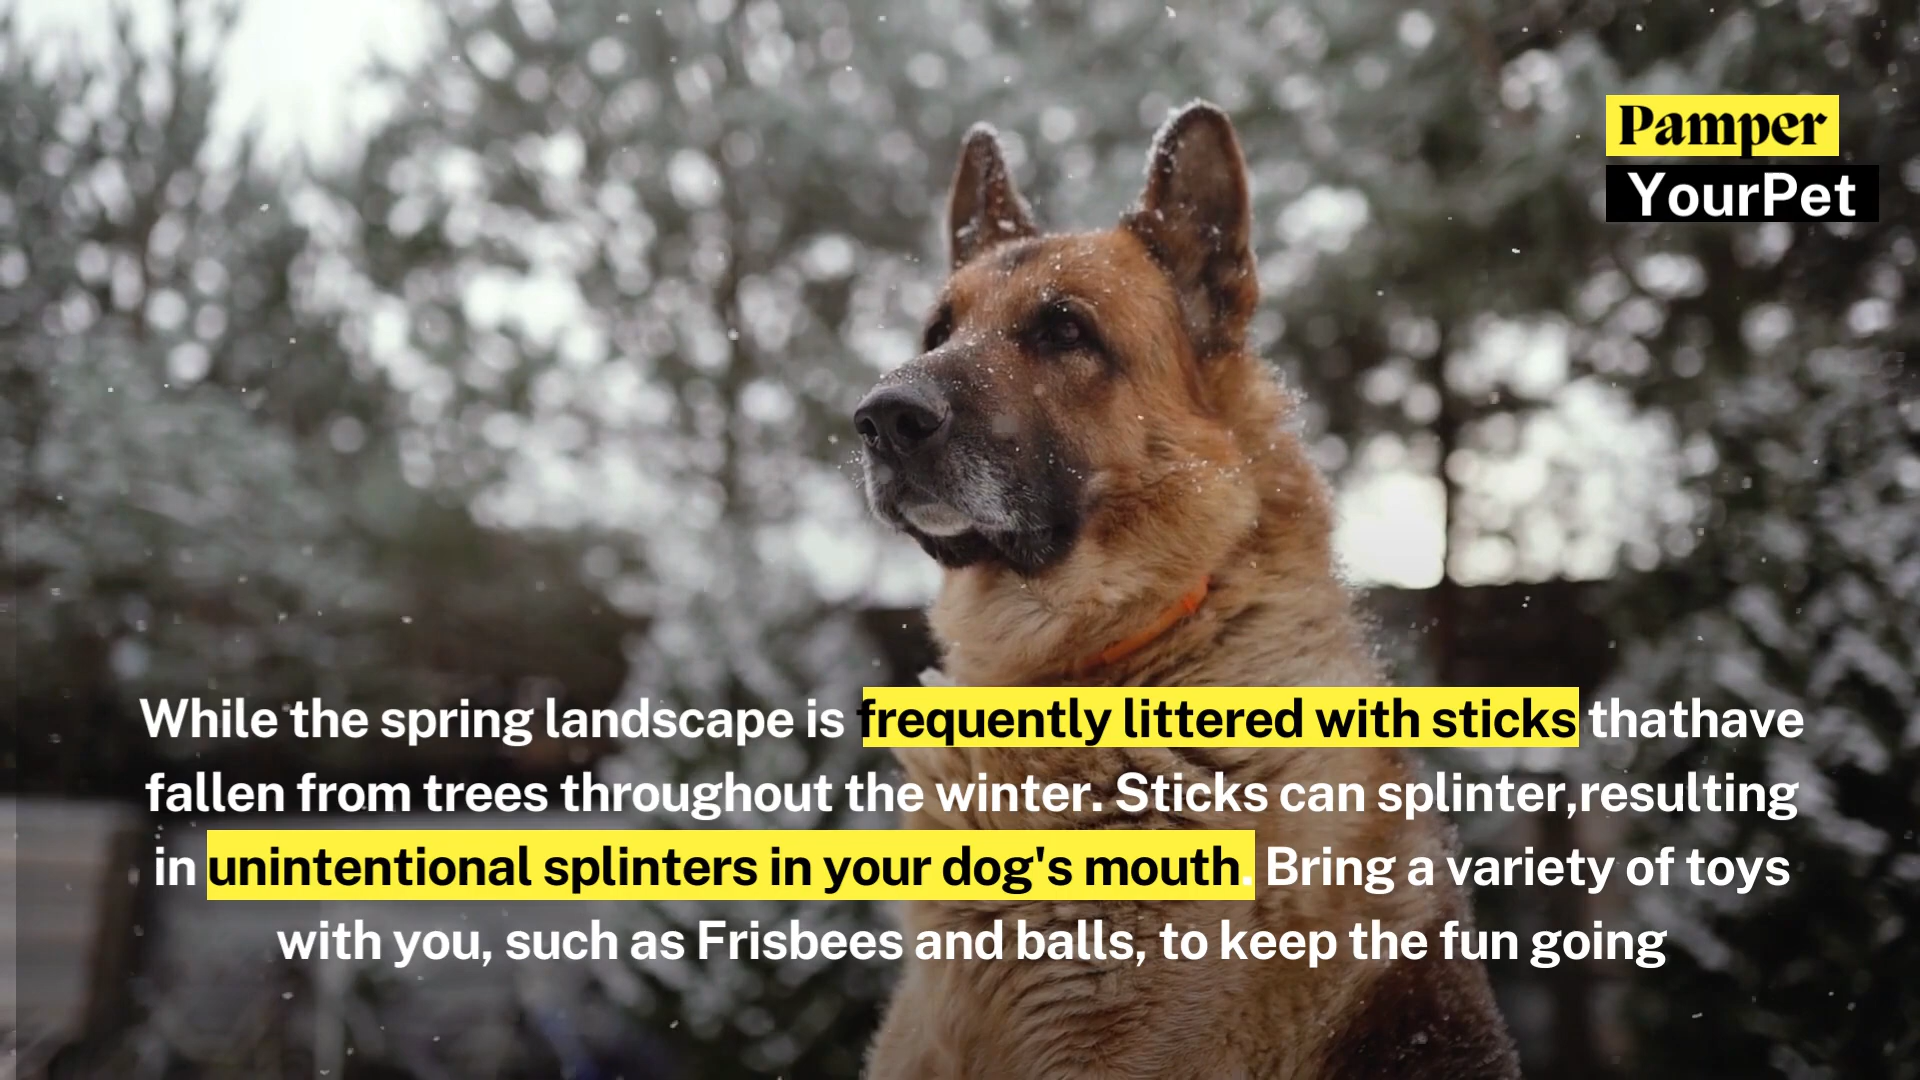 Pamper
YourPet
While the spring landscape is frequently littered with sticks thathave
fallen from trees throughout the winter. Sticks can splinter,resulting
in unintentional splinters in your dog's mouth. Bring a variety of toys
with you, such as Frisbees and balls, to keep the fun going